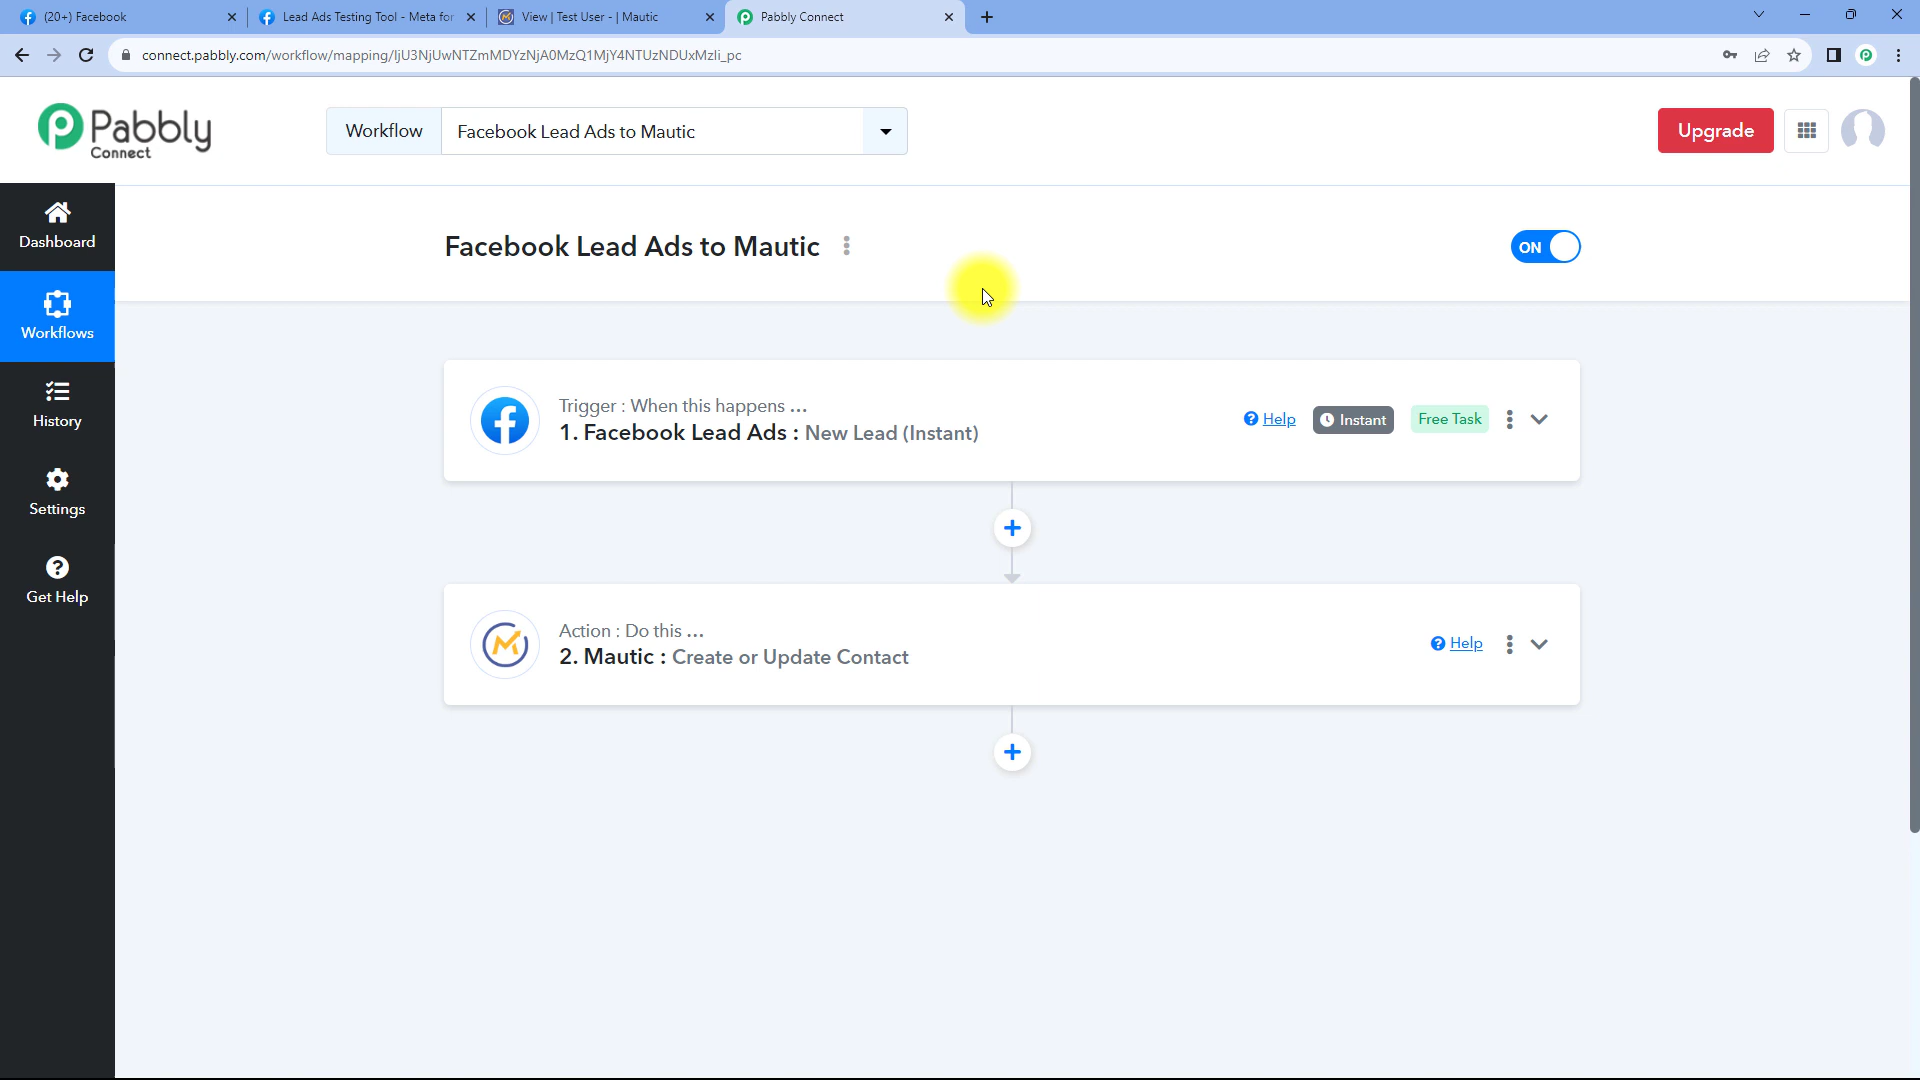 (20+) Facebook
Lead Ads Testing Tool - Meta for
View | Test User - | Mautic
Pabbly Connect
connect.pabbly.com/workflow/mapping/IjU3NjUwNTZmMDYzNjA0MzQ1MjY4NTUzNDUxMzIi_pc
Pabbly
Connect
Workflow
Facebook Lead Ads to Mautic
Upgrade
Dashboard
Workflows
History
Settings
Get Help
Facebook Lead Ads to Mautic
ON
Trigger : When this happens ...
1. Facebook Lead Ads : New Lead (Instant)
Help
Instant
Free Task
Action : Do this ...
2. Mautic : Create or Update Contact
Help